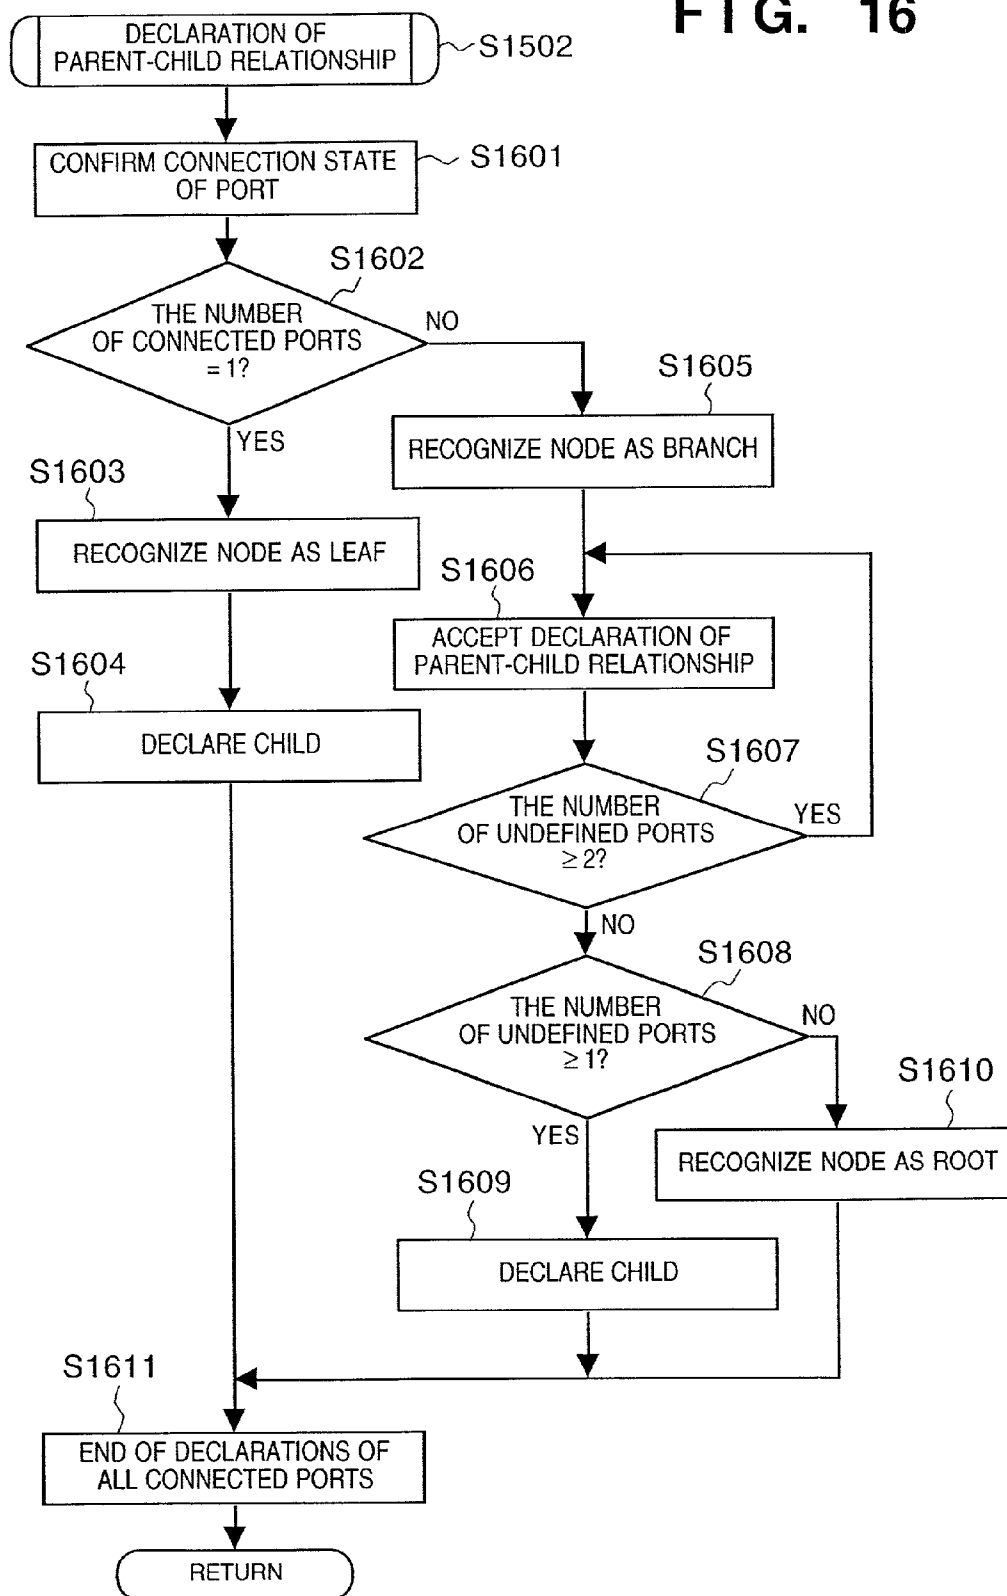 FIG. 16
DECLARATION OF
PARENT-CHILD RELATIONSHIP
S1502
CONFIRM CONNECTION STATE
OF PORT
S1601
S1602
THE NUMBER
OF CONNECTED PORTS
= 1?
NO
YES
S1605
RECOGNIZE NODE AS BRANCH
S1603
RECOGNIZE NODE AS LEAF
S1606
ACCEPT DECLARATION OF
PARENT-CHILD RELATIONSHIP
S1604
DECLARE CHILD
S1607
THE NUMBER
OF UNDEFINED PORTS
≥ 2?
YES
NO
S1608
THE NUMBER
OF UNDEFINED PORTS
≥ 1?
NO
YES
S1610
RECOGNIZE NODE AS ROOT
S1609
DECLARE CHILD
S1611
END OF DECLARATIONS OF
ALL CONNECTED PORTS
RETURN